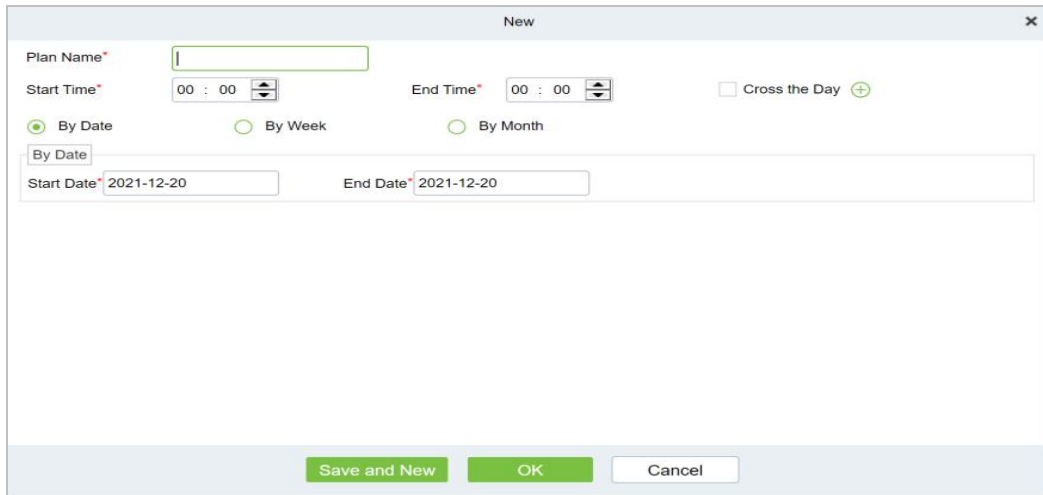 New
Plan Name*
Start Time* 00 : 00 End Time* 00 : 00 Cross the Day
By Date By Week By Month
By Date
Start Date* 2021-12-20 End Date* 2021-12-20
Save and New OK Cancel